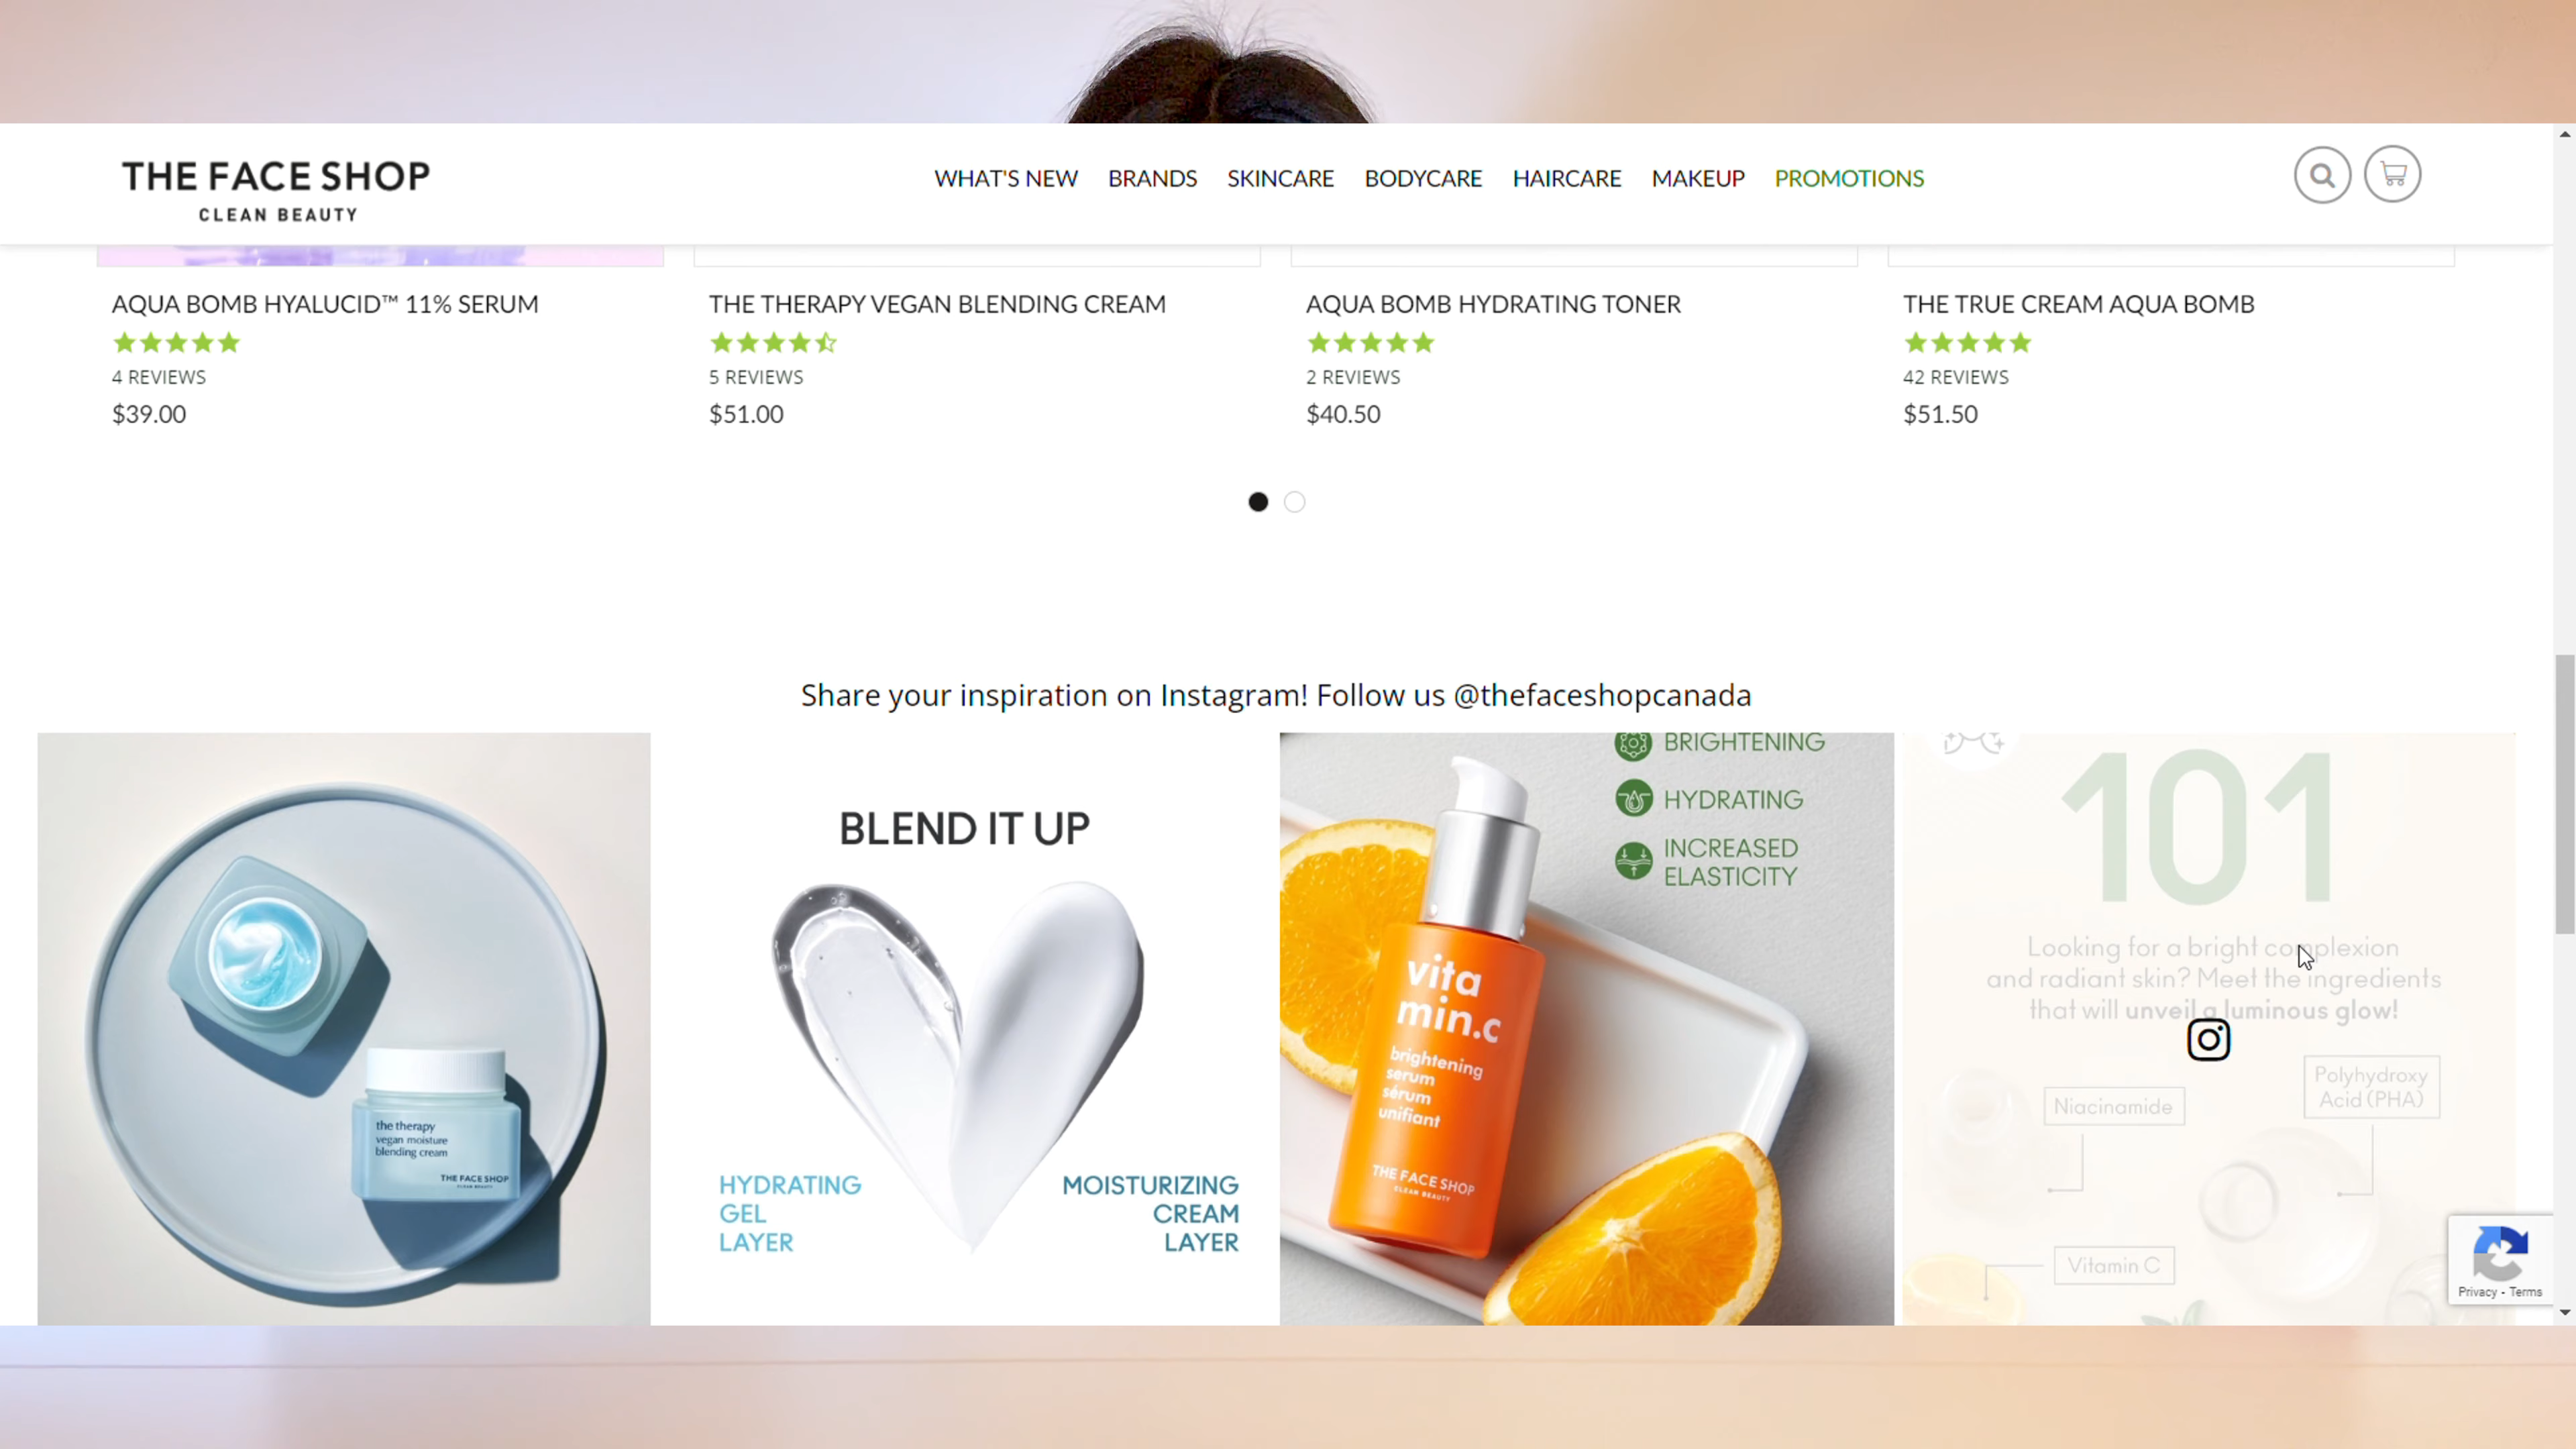 THE FACE SHOP
CLEAN BEAUTY
WHAT'S NEW BRANDS SKINCARE BODYCARE HAIRCARE MAKEUP PROMOTIONS
AQUA BOMB HYALUCID™ 11% SERUM
4 REVIEWS
$39.00
THE THERAPY VEGAN BLENDING CREAM
5 REVIEWS
$51.00
AQUA BOMB HYDRATING TONER
2 REVIEWS
$40.50
THE TRUE CREAM AQUA BOMB
42 REVIEWS
$51.50
Share your inspiration on Instagram! Follow us @thefaceshopcanada
the therapy
vegan moisture
blending cream
THE FACE SHOP
CLEAN BEAUTY
BLEND IT UP
HYDRATING
GEL
LAYER
MOISTURIZING
CREAM
LAYER
BRIGHTENING
HYDRATING
INCREASED
ELASTICITY
vita
min.c
brightening
serum
sérum
unifiant
THE FACE SHOP
CLEAN BEAUTY
101
Looking for a bright complexion
and radiant skin? Meet the ingredients
that will unveil a luminous glow!
Niacinamide
Polyhydroxy
Acid (PHA)
Vitamin C
Privacy - Terms